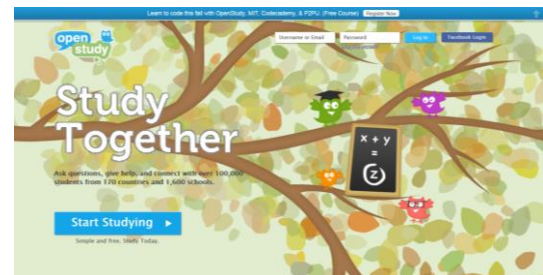 Learn to code this fall with OpenStudy, MIT, Codecademy, & P2PU. (Free Course) Register Now
open
study
Username or Email Password Log in Facebook Login
Study
Together
Ask questions, give help, and connect with over 100,000
students from 170 countries and 1,600 schools.
x + y
=
z
Start Studying
Simple and free. Study Today.